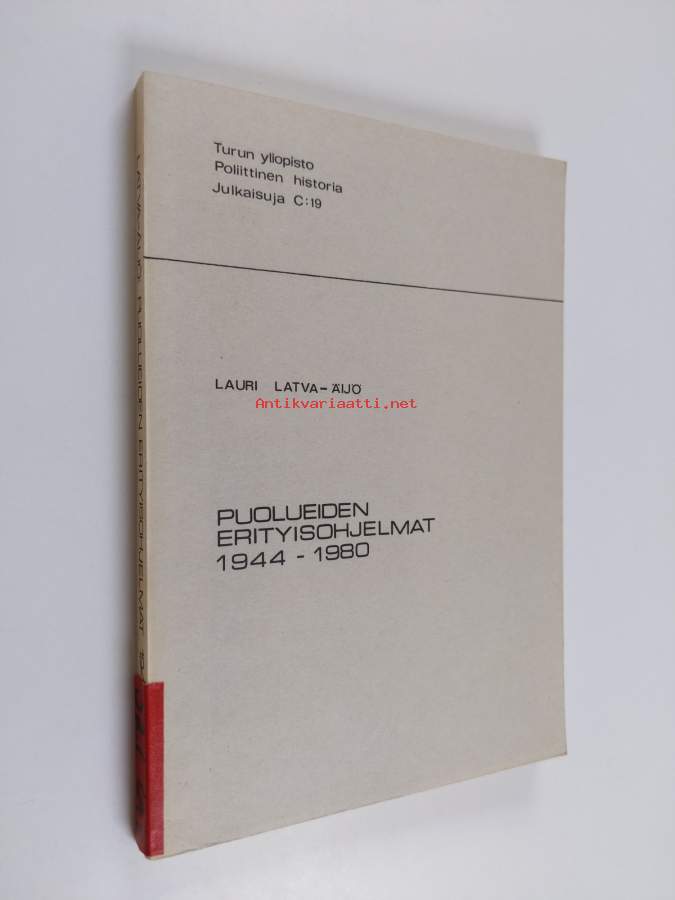 Turun yliopisto
Poliittinen historia
Julkaisuja C:19
LAURI LATVA-ÄIJÖ
Antikvariaatti.net
PUOLUEIDEN
ERITYISOHJELMAT
1944 - 1980
LATVA-ÄIJÖ: PUOLUEIDEN ERITYISOHJELMAT